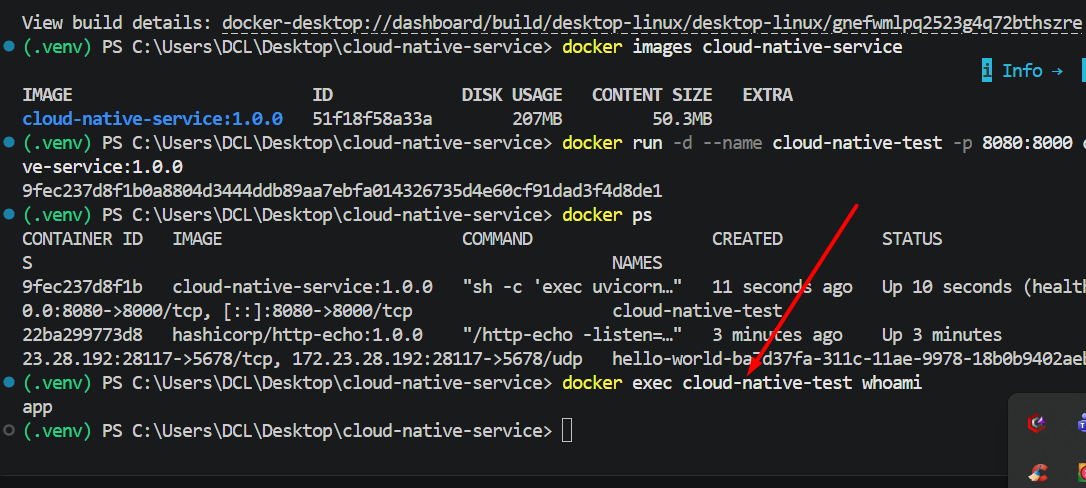 View build details: docker-desktop://dashboard/build/desktop-linux/desktop-linux/gnefwmlpq2523g4q72bthszre
(.venv) PS C:\Users\DCL\Desktop\cloud-native-service> docker images cloud-native-service
i Info →
IMAGE ID DISK USAGE CONTENT SIZE EXTRA
cloud-native-service:1.0.0 51f18f58a33a 207MB 50.3MB
(.venv) PS C:\Users\DCL\Desktop\cloud-native-service> docker run -d --name cloud-native-test -p 8080:8000 c
ve-service:1.0.0
9fec237d8f1b0a8804d3444ddb89aa7ebfa014326735d4e60cf91dad3f4d8de1
(.venv) PS C:\Users\DCL\Desktop\cloud-native-service> docker ps
CONTAINER ID IMAGE COMMAND CREATED STATUS
S NAMES
9fec237d8f1b cloud-native-service:1.0.0 "sh -c 'exec uvicorn…" 11 seconds ago Up 10 seconds (healt
0.0:8080->8000/tcp, [::]:8080->8000/tcp cloud-native-test
22ba299773d8 hashicorp/http-echo:1.0.0 "/http-echo -listen=…" 3 minutes ago Up 3 minutes
23.28.192:28117->5678/tcp, 172.23.28.192:28117->5678/udp hello-world-ba7d37fa-311c-11ae-9978-18b0b9402aeb
(.venv) PS C:\Users\DCL\Desktop\cloud-native-service> docker exec cloud-native-test whoami
app
(.venv) PS C:\Users\DCL\Desktop\cloud-native-service>